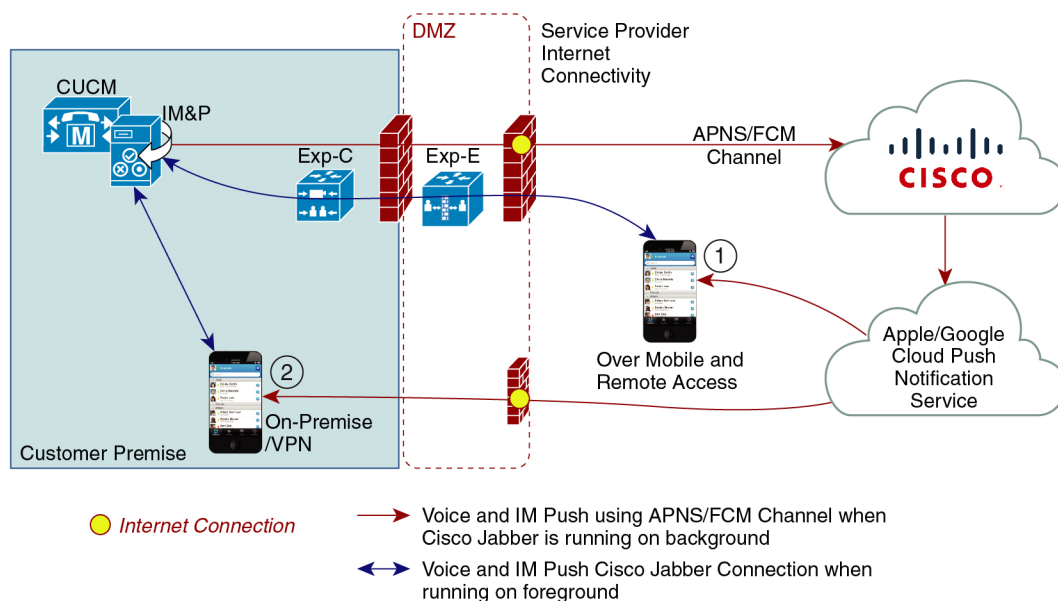 DMZ
Service Provider
Internet
Connectivity
CUCM
IM&P
M
Exp-C
Exp-E
APNS/FCM
Channel
CISCO
1
Over Mobile and
Remote Access
Apple/Google
Cloud Push
Notification
Service
2
On-Premise
/VPN
Customer Premise
Internet Connection
Voice and IM Push using APNS/FCM Channel when
Cisco Jabber is running on background
Voice and IM Push Cisco Jabber Connection when
running on foreground